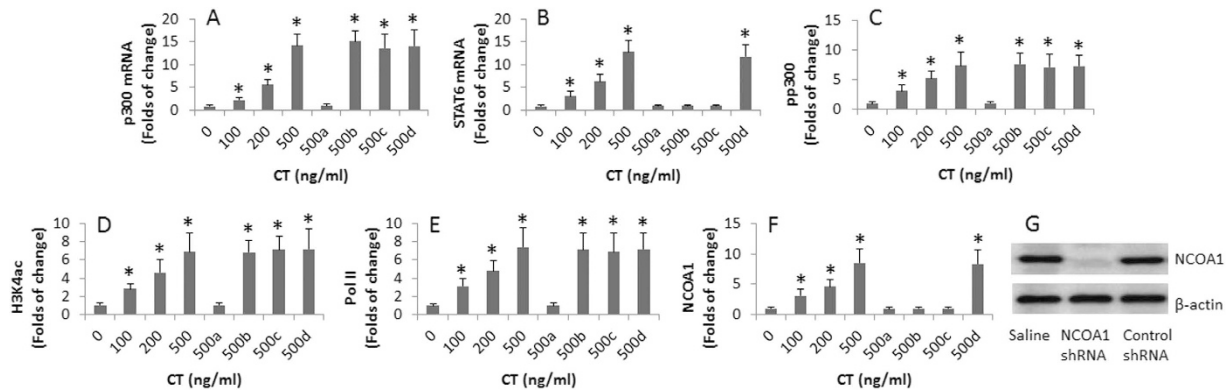 A
p300 mRNA
(Folds of change)
20
15
10
5
0
* * * * * *
0 100 200 500 500a 500b 500c 500d
CT (ng/ml)
B
STAT6 mRNA
(Folds of change)
20
15
10
5
0
* * * *
0 100 200 500 500a 500b 500c 500d
CT (ng/ml)
C
pp300
(Folds of change)
15
10
5
0
* * * * * *
0 100 200 500 500a 500b 500c 500d
CT (ng/ml)
D
H3K4ac
(Folds of change)
10
8
6
4
2
0
* * * * * *
0 100 200 500 500a 500b 500c 500d
CT (ng/ml)
E
Pol II
(Folds of change)
10
8
6
4
2
0
* * * * * *
0 100 200 500 500a 500b 500c 500d
CT (ng/ml)
F
NCOA1
(Folds of change)
15
10
5
0
* * * *
0 100 200 500 500a 500b 500c 500d
CT (ng/ml)
G
NCOA1
β-actin
Saline NCOA1 Control
shRNA shRNA